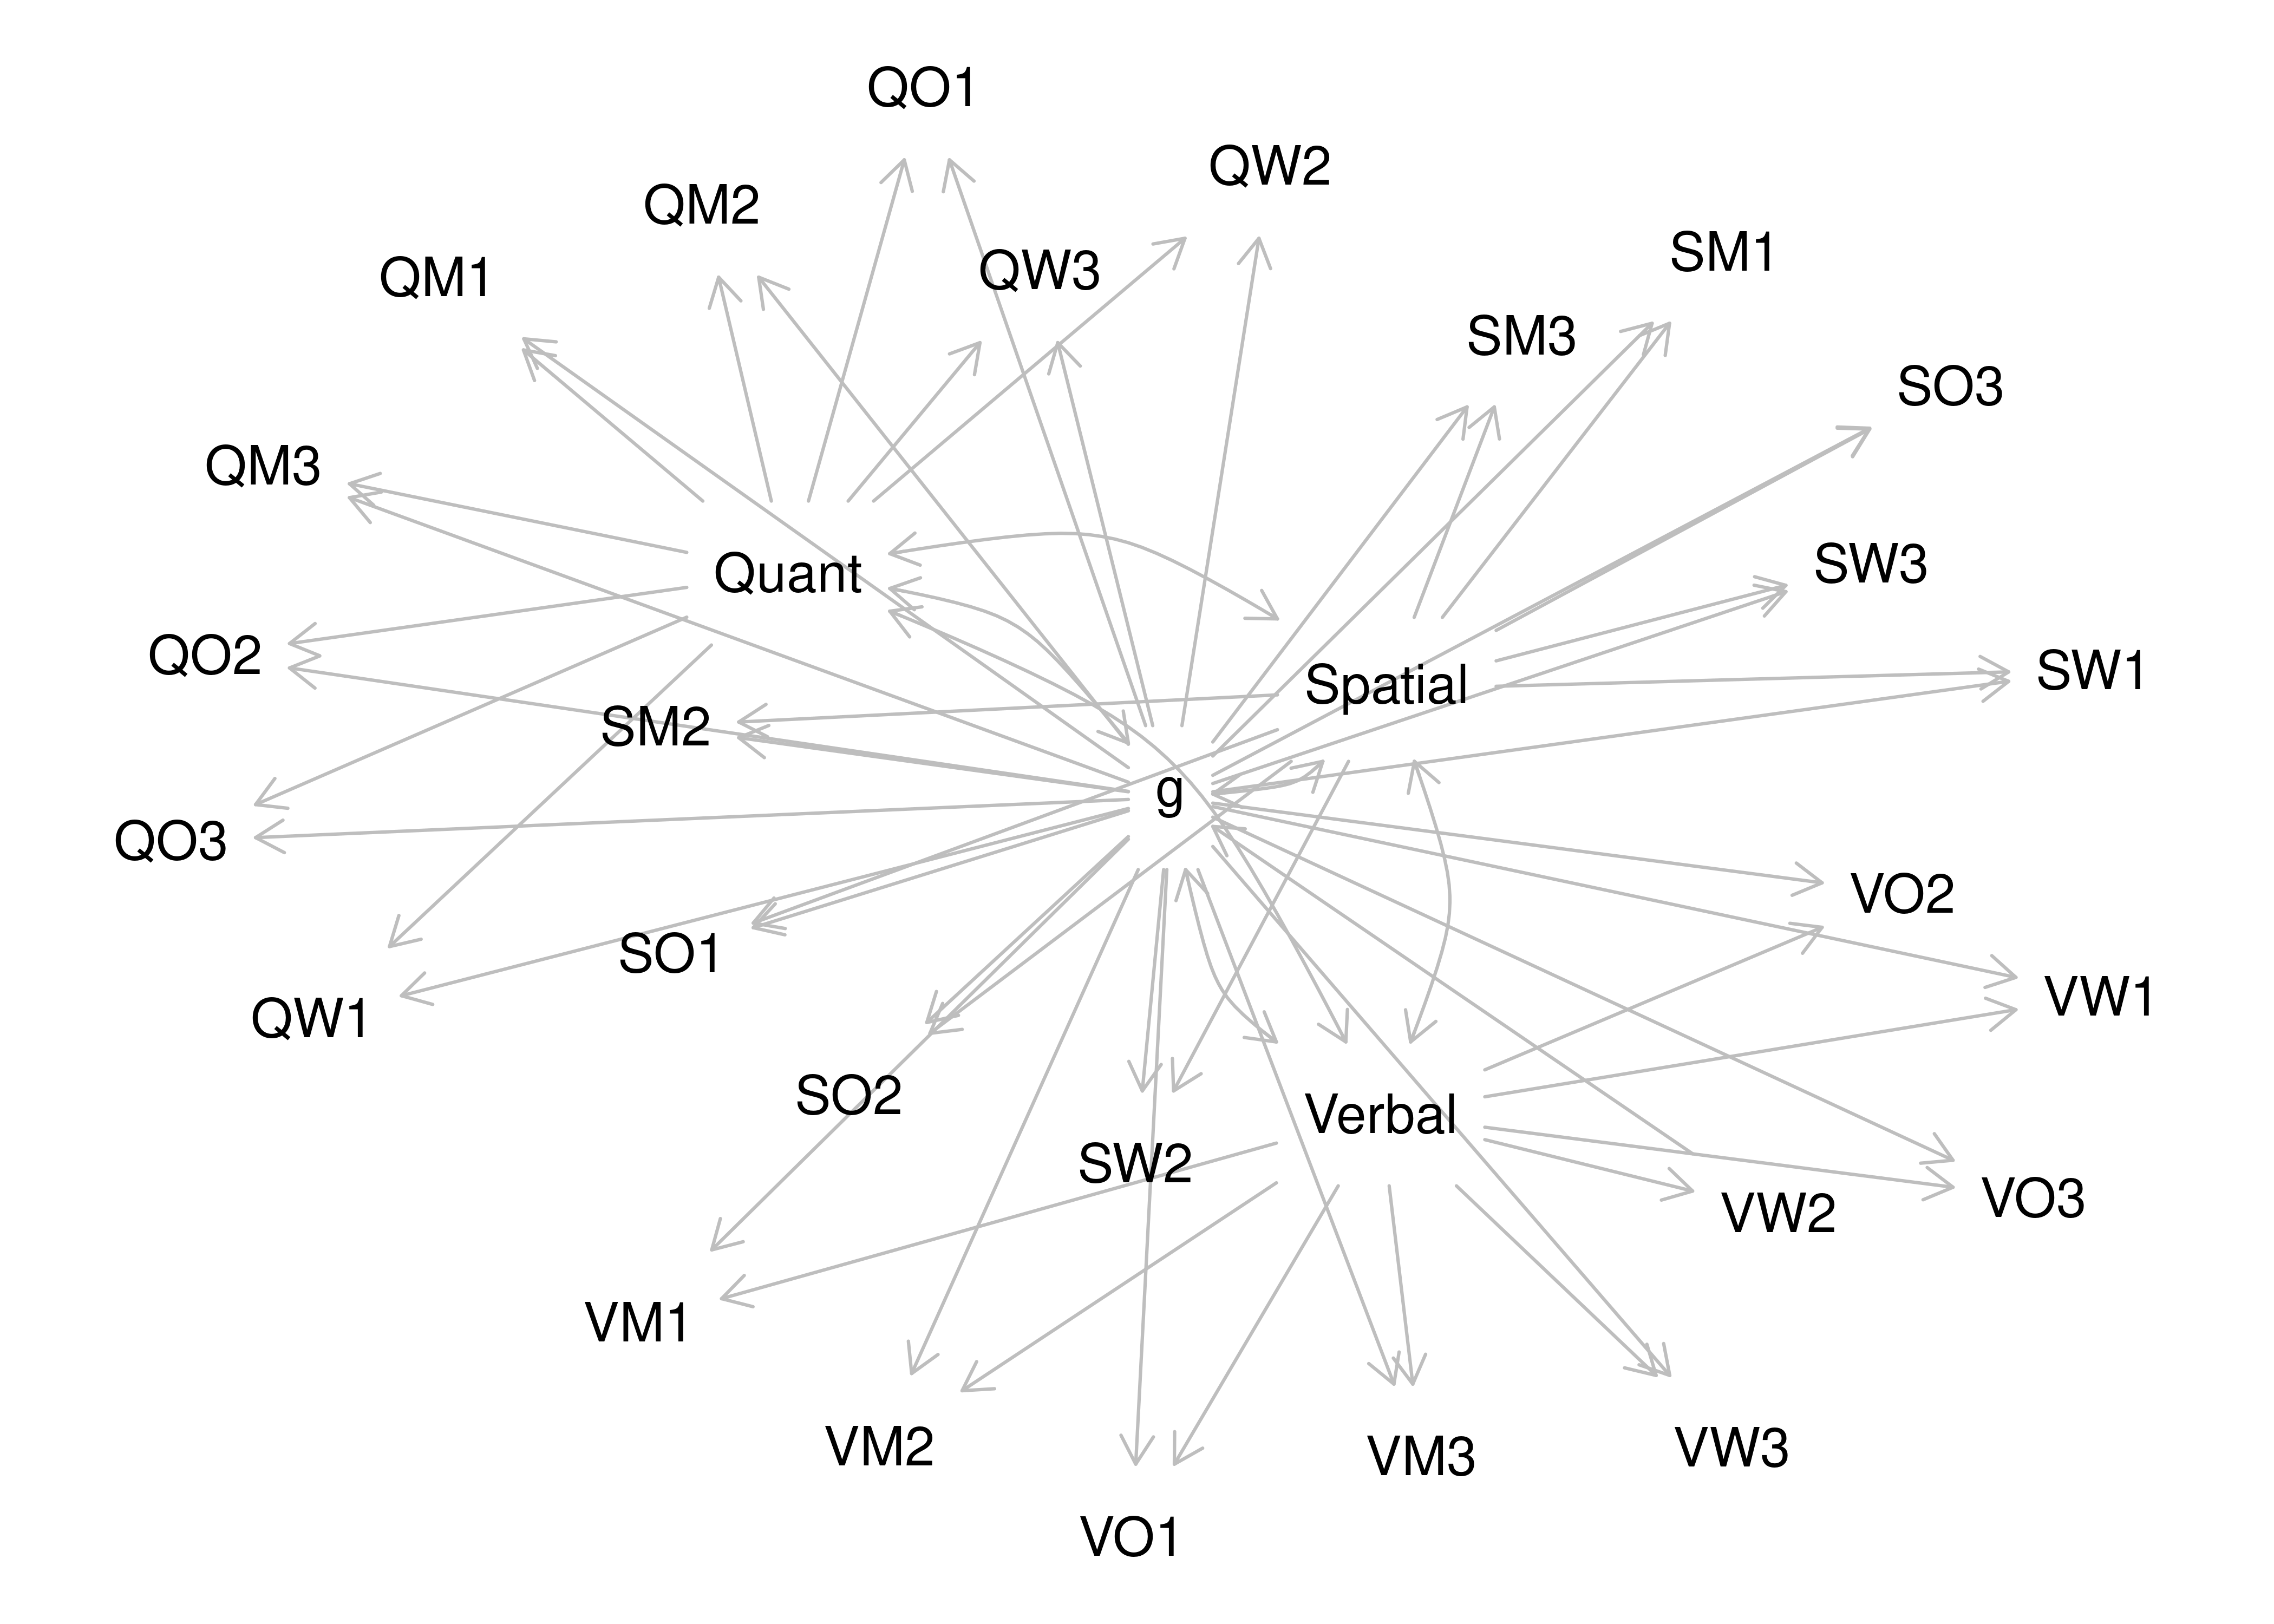 QO1
QW2
QM2
SM1
QW3
QM1
SM3
SO3
QM3
SW3
Quant
QO2
SW1
Spatial
SM2
g
QO3
VO2
SO1
VW1
QW1
SO2
Verbal
SW2
VO3
VW2
VM1
VM2
VW3
VM3
VO1